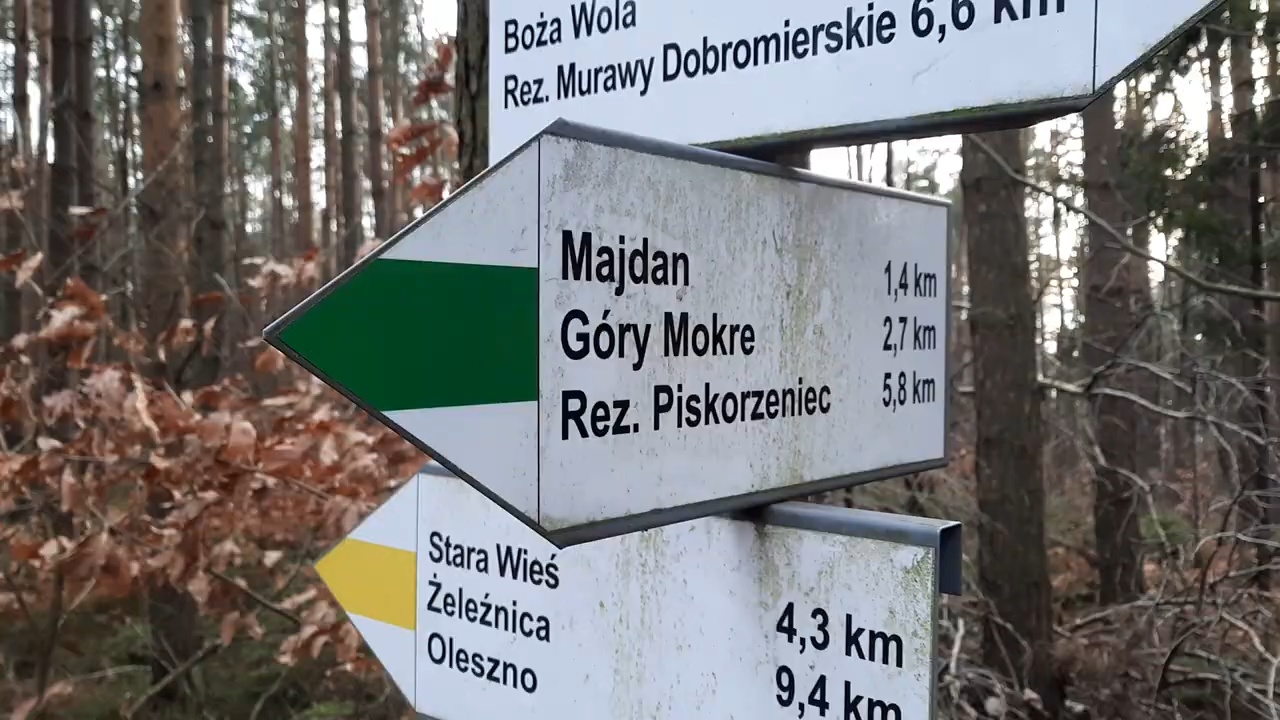 Boża Wola
Rez. Murawy Dobromierskie 6,6 km
Majdan 1,4 km
Góry Mokre 2,7 km
Rez. Piskorzeniec 5,8 km
Stara Wieś
Żeleźnica 4,3 km
Oleszno 9,4 km